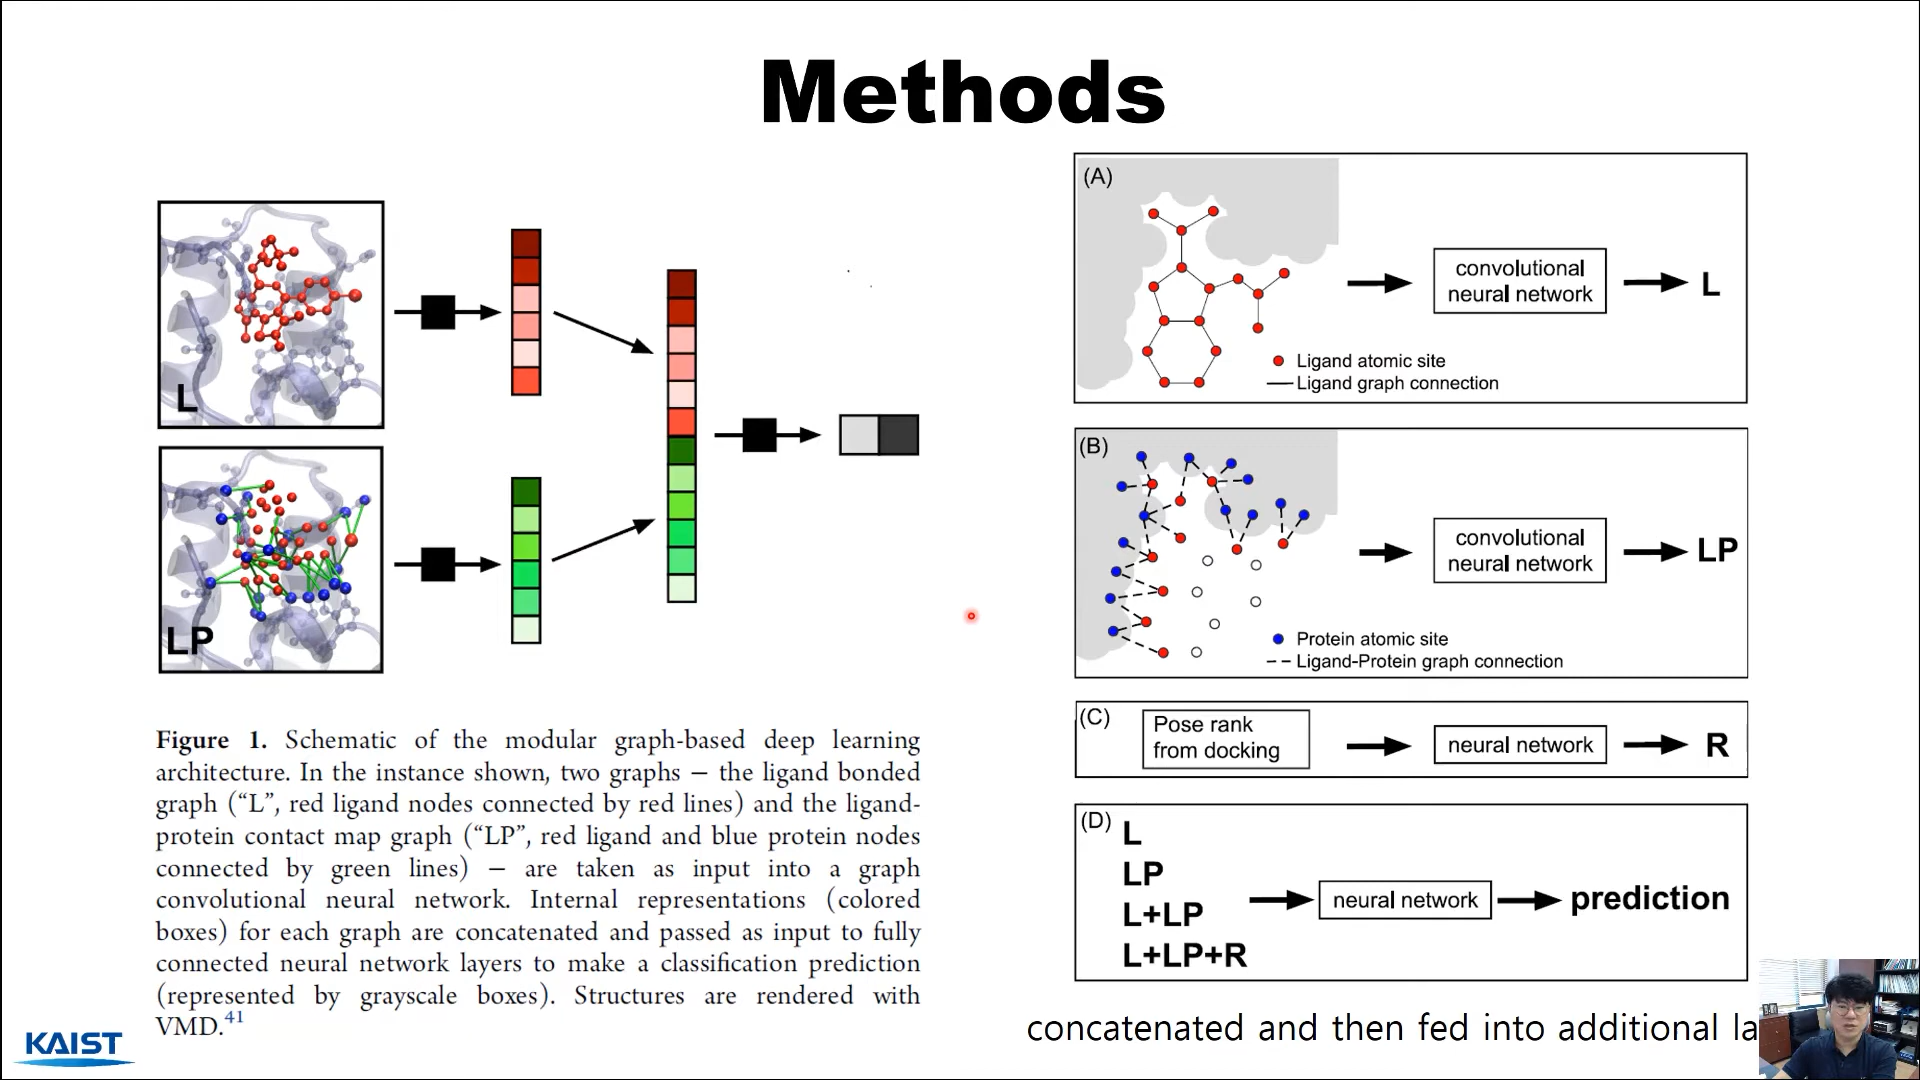 Methods
L
LP
Figure 1. Schematic of the modular graph-based deep learning
architecture. In the instance shown, two graphs – the ligand bonded
graph (“L”, red ligand nodes connected by red lines) and the ligand-
protein contact map graph (“LP”, red ligand and blue protein nodes
connected by green lines) – are taken as input into a graph
convolutional neural network. Internal representations (colored
boxes) for each graph are concatenated and passed as input to fully
connected neural network layers to make a classification prediction
(represented by grayscale boxes). Structures are rendered with
VMD.41
KAIST
(A)
convolutional
neural network
L
Ligand atomic site
Ligand graph connection
(B)
convolutional
neural network
LP
Protein atomic site
Ligand-Protein graph connection
(C)
Pose rank
from docking
neural network
R
(D)
L
LP
L+LP
L+LP+R
neural network
prediction
concatenated and then fed into additional